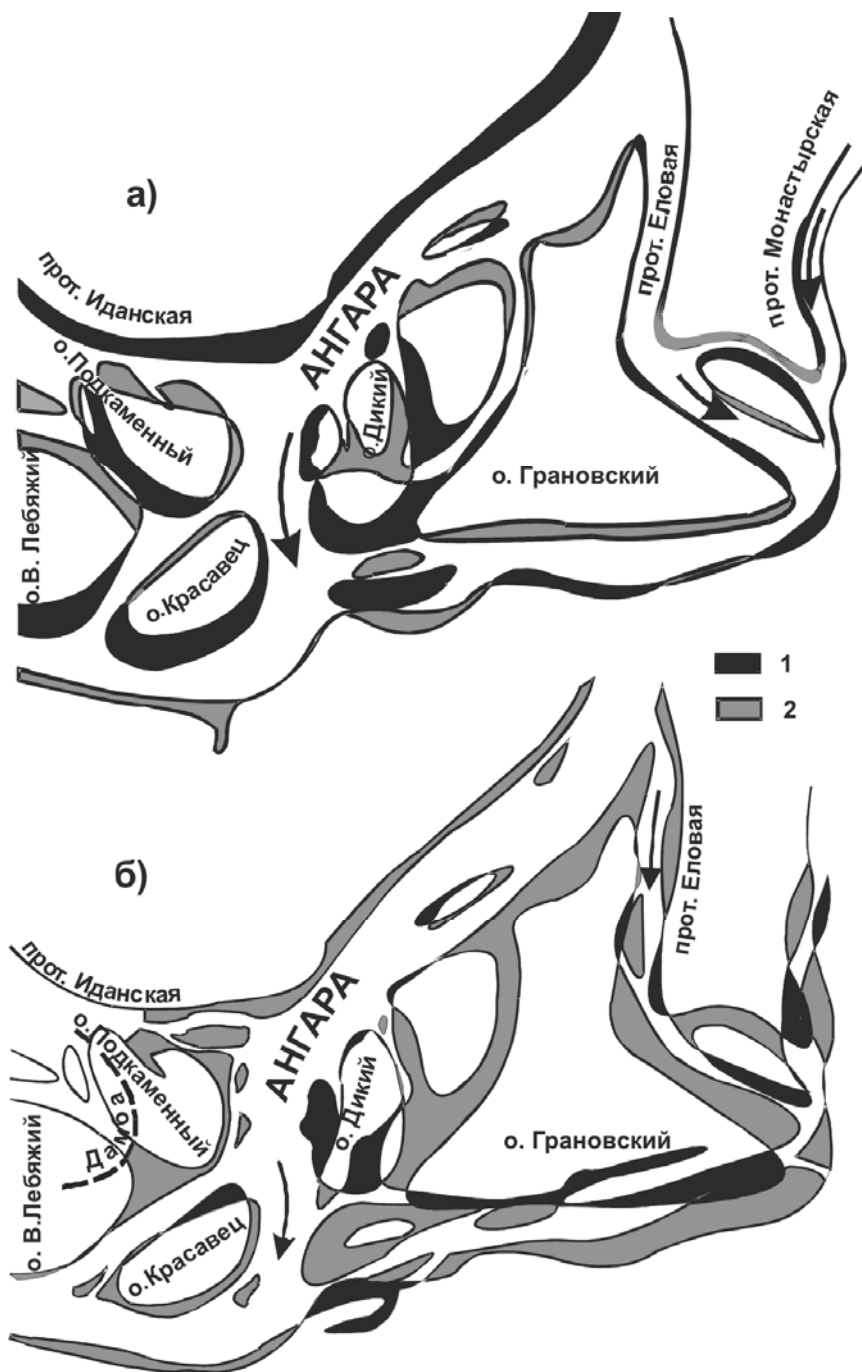 а)
прот. Иданская
АНГАРА
прот. Еловая
прот. Монастырская
о.Подкаменный
о.Дикий
о. Грановский
о.В. Лебяжий
о.Красавец
1
2
б)
прот. Иданская
АНГАРА
прот. Еловая
о. Подкаменный
Дамба
о. Дикий
о. Грановский
о. В.Лебяжий
о.Красавец